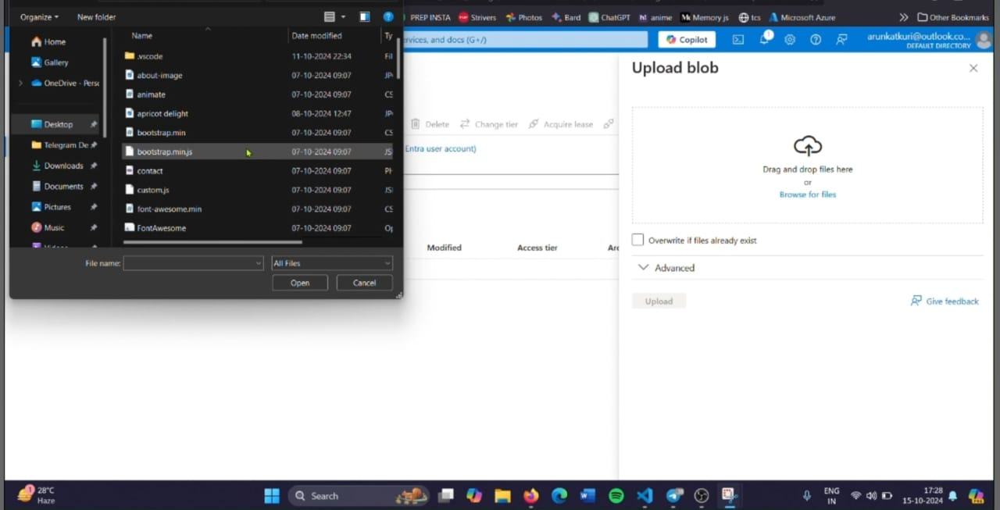 Organize
New folder
PREP INSTA
Strivers
Photos
Bard
ChatGPT
h! anime
Memory js
tcs
Microsoft Azure
Other Bookmarks
rvices, and docs (G+/)
Copilot
1
arunkatkuri@outlook.co...
DEFAULT DIRECTORY
Home
Gallery
OneDrive - Perso
Desktop
Telegram De
Downloads
Documents
Pictures
Music
Name
Date modified
Ty
.vscode
11-10-2024 22:34
Fil
about-image
07-10-2024 09:07
JP
animate
07-10-2024 09:07
CS
apricot delight
08-10-2024 12:47
JP
bootstrap.min
07-10-2024 09:07
CS
bootstrap.min.js
07-10-2024 09:07
JS
contact
07-10-2024 09:07
PH
custom.js
07-10-2024 09:07
JS
font-awesome.min
07-10-2024 09:07
CS
FontAwesome
07-10-2024 09:07
Op
File name:
All Files
Open
Cancel
Delete
Change tier
Acquire lease
Entra user account)
Modified
Access tier
Arc
Upload blob
Drag and drop files here
or
Browse for files
Overwrite if files already exist
Advanced
Upload
Give feedback
1
28°C
Haze
Search
ENG
IN
17:28
15-10-2024